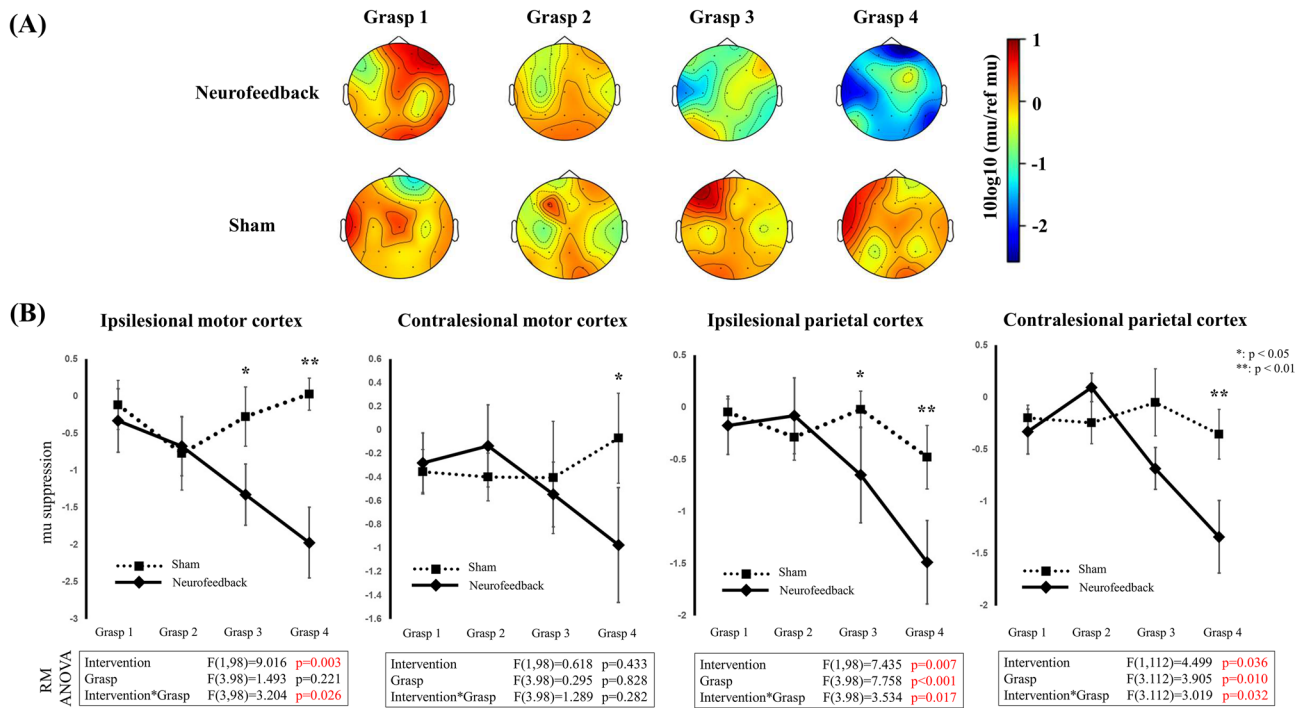 (A)
Grasp 1 Grasp 2 Grasp 3 Grasp 4
Neurofeedback
Sham
1
0
-1
-2
10log10 (mu/ref mu)
(B)
Ipsilesional motor cortex
Contralesional motor cortex
Ipsilesional parietal cortex
Contralesional parietal cortex
*: p < 0.05
**: p < 0.01
mu suppression
0.5
0
-0.5
-1
-1.5
-2
-2.5
-3
* **
Sham
Neurofeedback
Grasp 1 Grasp 2 Grasp 3 Grasp 4
0.6
0.4
0.2
0
-0.2
-0.4
-0.6
-0.8
-1
-1.2
-1.4
-1.6
*
Sham
Neurofeedback
Grasp 1 Grasp 2 Grasp 3 Grasp 4
0.5
0
-0.5
-1
-1.5
-2
* **
Sham
Neurofeedback
Grasp 1 Grasp 2 Grasp 3 Grasp 4
0.5
0
-0.5
-1
-1.5
-2
**
Sham
Neurofeedback
Grasp 1 Grasp 2 Grasp 3 Grasp 4
RM
ANOVA
Intervention F(1,98)=9.016 p=0.003
Grasp F(3.98)=1.493 p=0.221
Intervention*Grasp F(3,98)=3.204 p=0.026
Intervention F(1,98)=0.618 p=0.433
Grasp F(3.98)=0.295 p=0.828
Intervention*Grasp F(3.98)=1.289 p=0.282
Intervention F(1,98)=7.435 p=0.007
Grasp F(3.98)=7.758 p<0.001
Intervention*Grasp F(3.98)=3.534 p=0.017
Intervention F(1,112)=4.499 p=0.036
Grasp F(3.112)=3.905 p=0.010
Intervention*Grasp F(3.112)=3.019 p=0.032